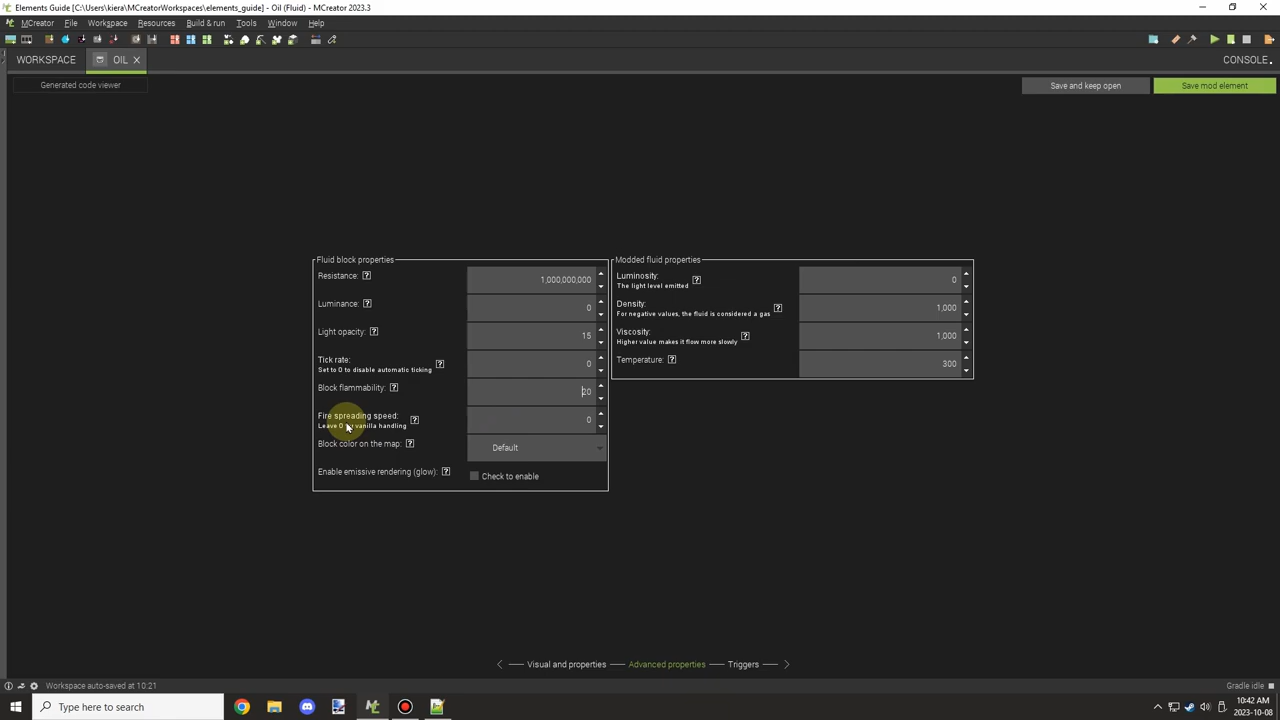 Elements Guide [C:\Users\kiera\MCreatorWorkspaces\elements_guide] - Oil (Fluid) - MCreator 2023.3
MCreator File Workspace Resources Build & run Tools Window Help
WORKSPACE OIL CONSOLE
Generated code viewer Save and keep open Save mod element
Fluid block properties Modded fluid properties
Resistance: ? 1,000,000,000
Luminosity: ? 0
The light level emitted
Luminance: ? 0
Density: ? 1,000
For negative values, the fluid is considered a gas
Light opacity: ? 15
Viscosity: ? 1,000
Higher value makes it flow more slowly
Tick rate: ? 0
Set to 0 to disable automatic ticking
Temperature: ? 300
Block flammability: ? 20
Fire spreading speed: ? 0
Leave 0 vanilla handling
Block color on the map: ? Default
Enable emissive rendering (glow): ? Check to enable
Visual and properties Advanced properties Triggers
Workspace auto-saved at 10:21 Gradle idle
Type here to search
10:42 AM
2023-10-08